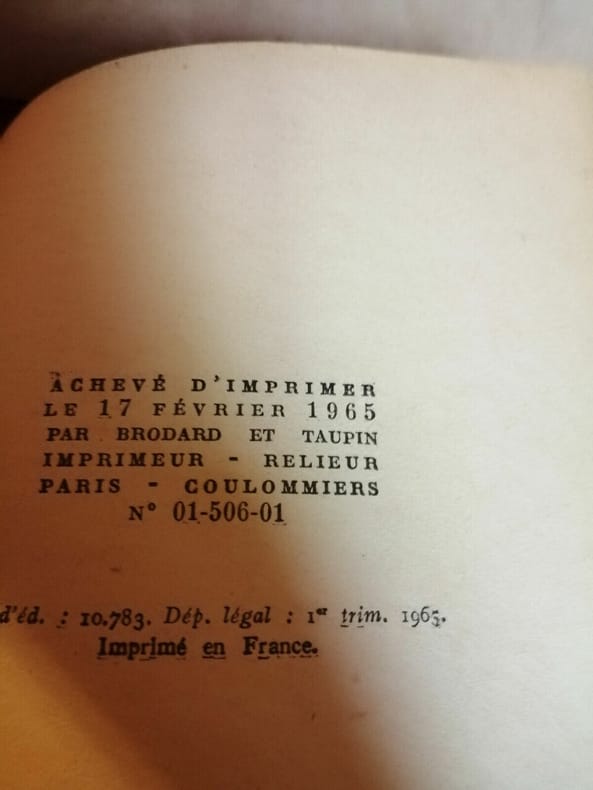 ACHEVÉ D'IMPRIMER
LE 17 FÉVRIER 1965
PAR BRODARD ET TAUPIN
IMPRIMEUR - RELIEUR
PARIS - COULOMMIERS
N° 01-506-01
d'éd. : 10.783. Dép. légal : 1er trim. 1965.
Imprimé en France.